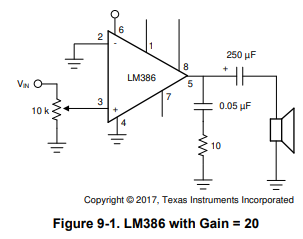 6
2
-
1
250 µF
LM386
8
+
V_IN
5
7
3
+
0.05 µF
10 k
4
10
Copyright © 2017, Texas Instruments Incorporated
Figure 9-1. LM386 with Gain = 20